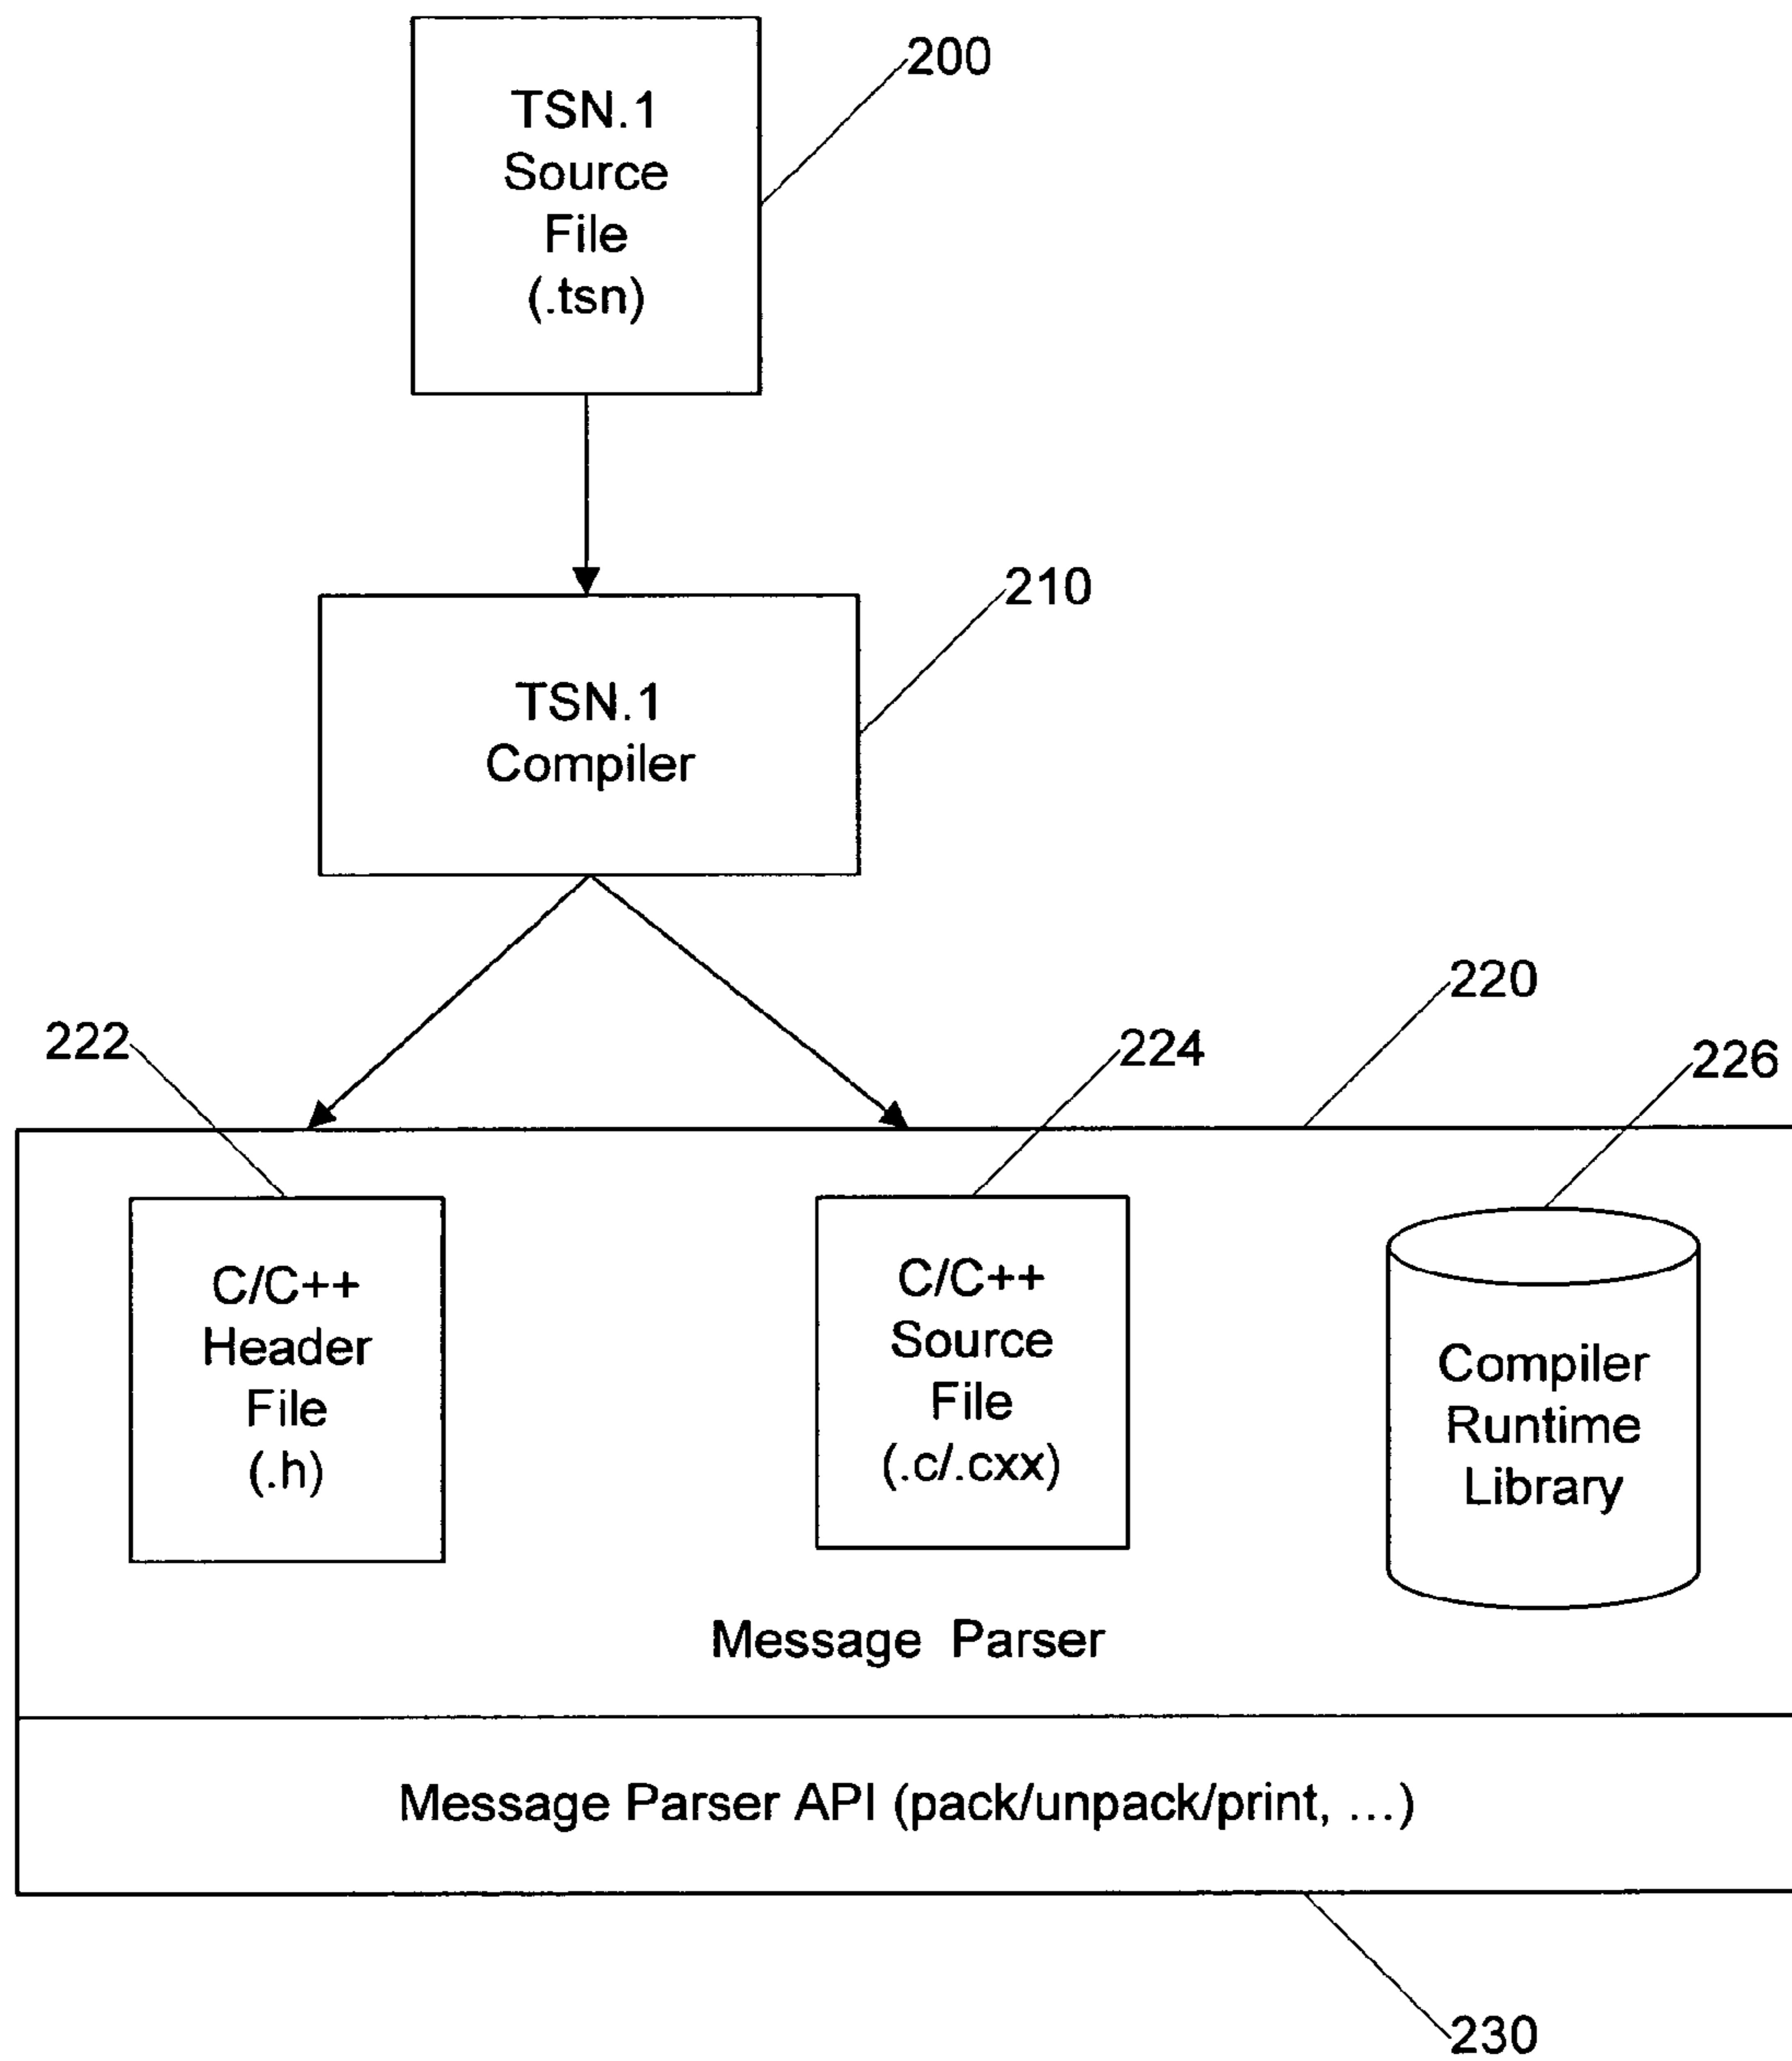 200
TSN.1
Source
File
(.tsn)
210
TSN.1
Compiler
220
222
224
226
C/C++
Header
File
(.h)
C/C++
Source
File
(.c/.cxx)
Compiler
Runtime
Library
Message Parser
Message Parser API (pack/unpack/print, ...)
230